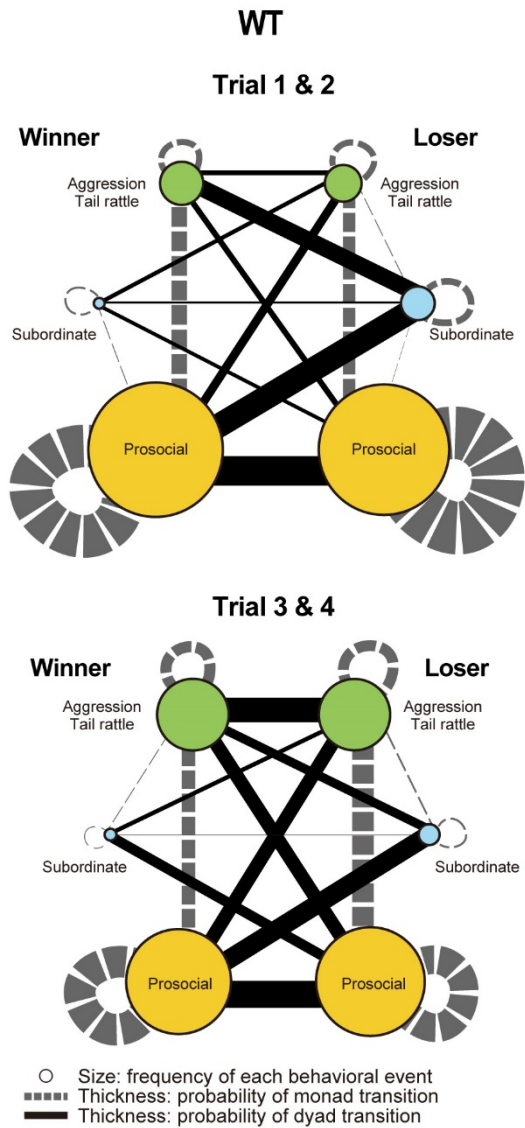 WT
Trial 1 & 2
Winner
Loser
Aggression
Tail rattle
Aggression
Tail rattle
Subordinate
Subordinate
Prosocial
Prosocial
Trial 3 & 4
Winner
Loser
Aggression
Tail rattle
Aggression
Tail rattle
Subordinate
Subordinate
Prosocial
Prosocial
Size: frequency of each behavioral event
Thickness: probability of monad transition
Thickness: probability of dyad transition